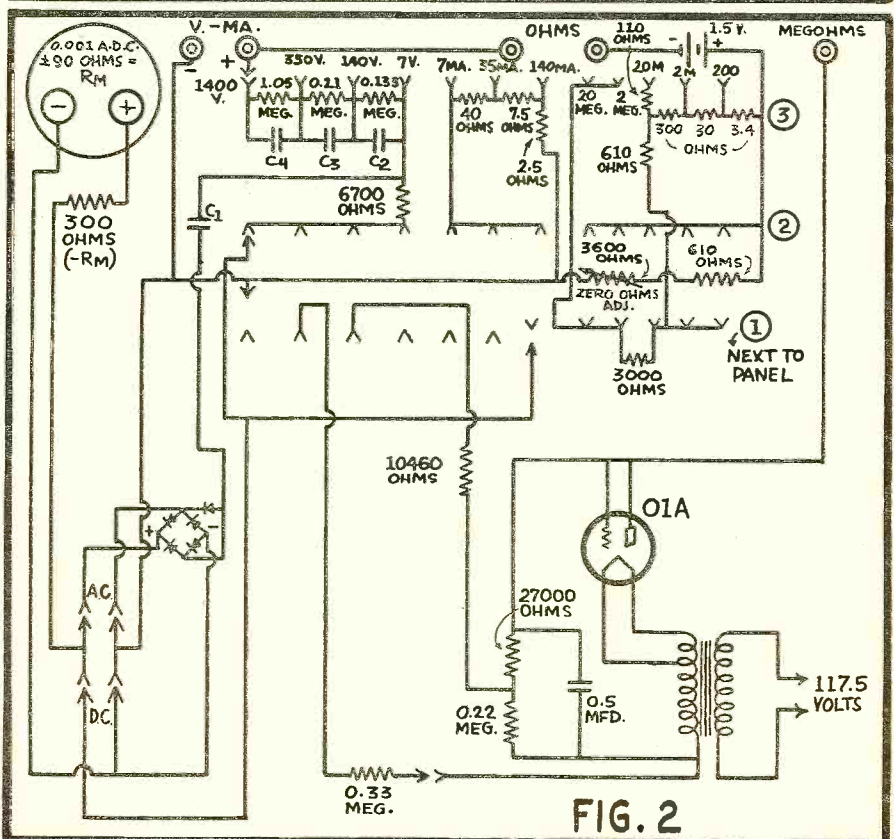 0.001 A.D.C.
±90 OHMS =
RM
−
+
300
OHMS
(-RM)
V. -MA.
−
+
1400
V.
350V.
140V.
7V.
7MA.
35MA.
140MA.
1.05
MEG.
0.21
MEG.
0.133
MEG.
C4
C3
C2
C1
6700
OHMS
40
OHMS
7.5
OHMS
2.5
OHMS
OHMS
110
OHMS
- 1.5 V. +
MEGOHMS
20
MEG.
2
MEG.
20M
2M
200
300
30
3.4
OHMS
610
OHMS
3
2
3600
OHMS
610
OHMS
ZERO OHMS
ADJ.
1
NEXT TO
PANEL
3000
OHMS
10460
OHMS
01A
+
−
A.C.
D.C.
27000
OHMS
0.22
MEG.
0.5
MFD.
117.5
VOLTS
0.33
MEG.
FIG. 2